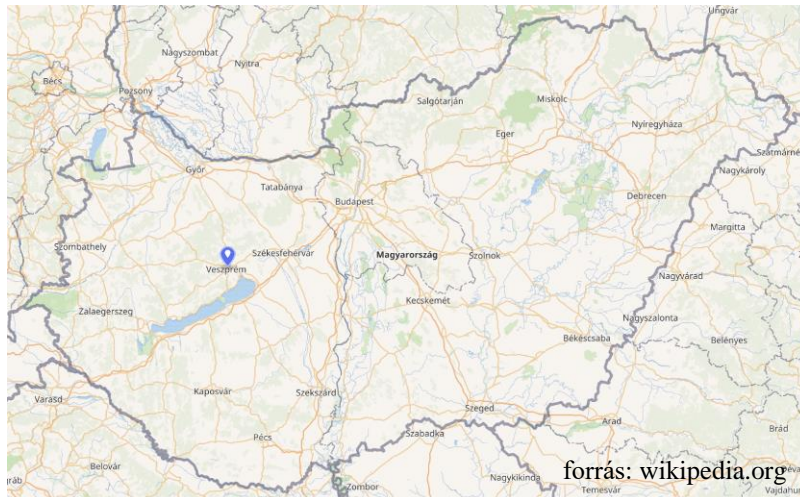 Ungvár
Nagyszombat
Nyitra
Bécs
Pozsony
Salgótarján
Miskolc
Nyíregyháza
Eger
Szatmárné
Győr
Nagykároly
Tatabánya
Budapest
Debrecen
Margitta
Szombathely
Székesfehérvár
Magyarország
Szolnok
Veszprém
Nagyvárad
Kecskemét
Zalaegerszeg
Nagyszalonta
Békéscsaba
Belényes
Kaposvár
Szekszárd
Varasd
Szeged
Arad
Brád
Pécs
Szabadka
Belovár
forrás: wikipedia.org
Zombor
Nagykikinda
Temesvár
Vajdahun